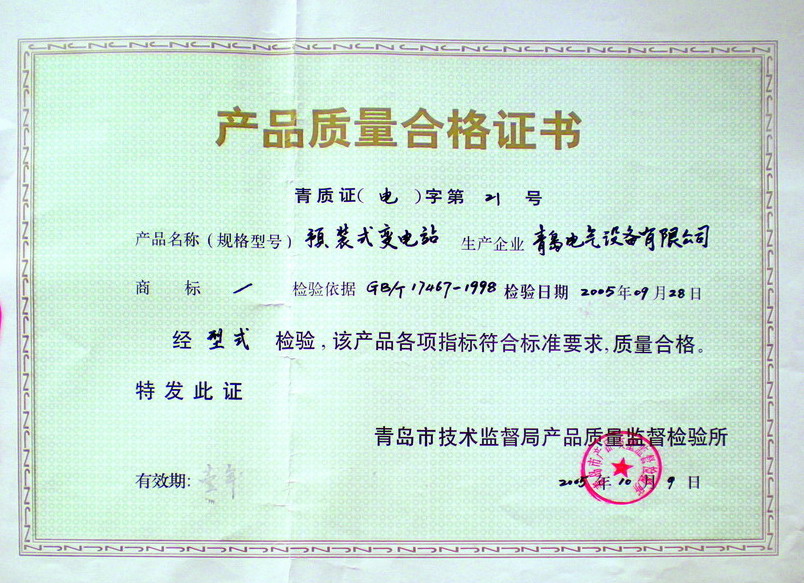 产品质量合格证书
青质证(电)字第 21 号
产品名称(规格型号) 预装式变电站 生产企业 青岛电气设备有限公司
商 标 / 检验依据 GB/T 17467-1998 检验日期 2005年09月28日
经 型式 检验,该产品各项指标符合标准要求,质量合格。
特发此证
青岛市技术监督局产品质量监督检验所
有效期: 壹年
2005年10月9日